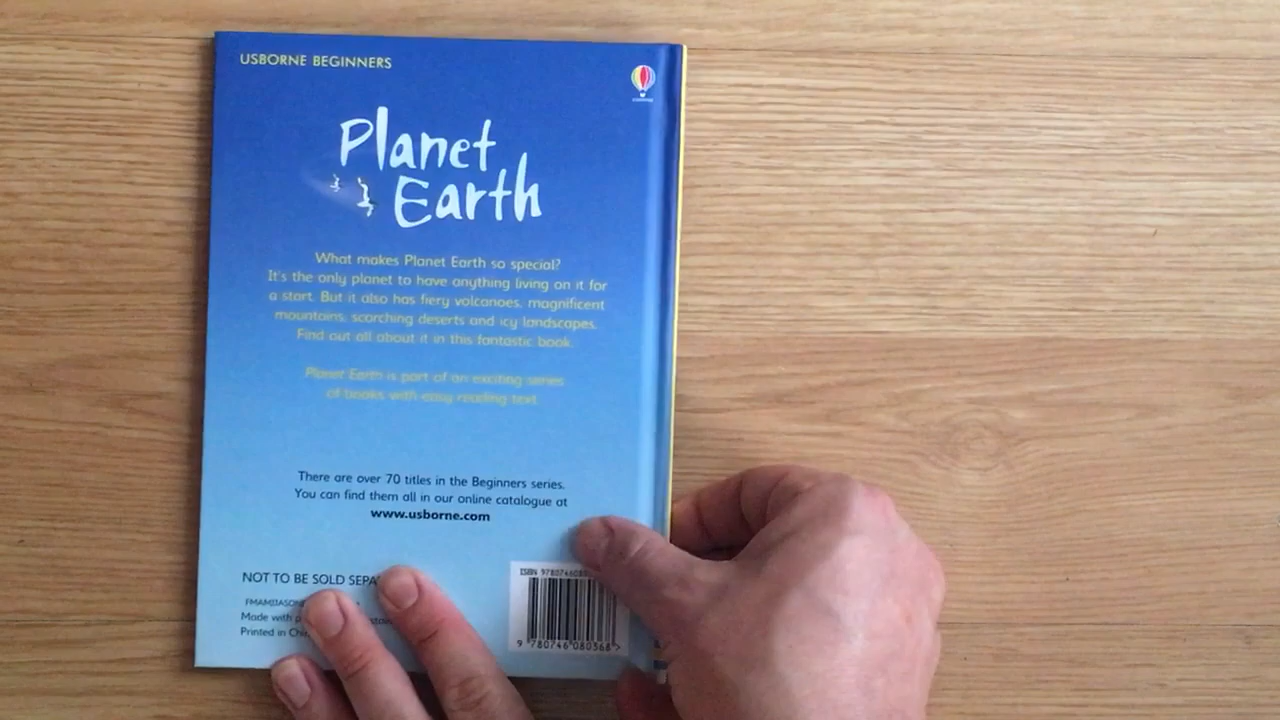 USBORNE BEGINNERS
Planet
Earth
What makes Planet Earth so special?
It's the only planet to have anything living on it for
a start. But it also has fiery volcanoes, magnificent
mountains, scorching deserts and icy landscapes.
Find out all about it in this fantastic book.
Planet Earth is part of an exciting series
of books with easy reading text.
There are over 70 titles in the Beginners series.
You can find them all in our online catalogue at
www.usborne.com
NOT TO BE SOLD
Made with
Printed in
ISBN
9 780746 080368 >